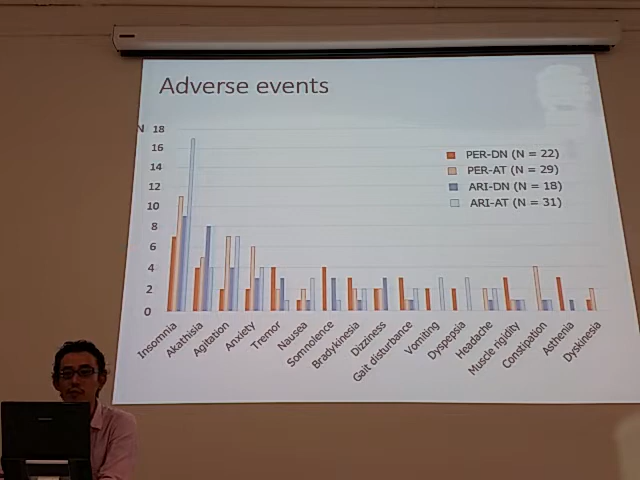 Adverse events
N
18
16
14
12
10
8
6
4
2
0
PER-DN (N = 22)
PER-AT (N = 29)
ARI-DN (N = 18)
ARI-AT (N = 31)
Insomnia
Akathisia
Agitation
Anxiety
Tremor
Nausea
Somnolence
Bradykinesia
Dizziness
Gait disturbance
Vomiting
Dyspepsia
Headache
Muscle rigidity
Constipation
Asthenia
Dyskinesia